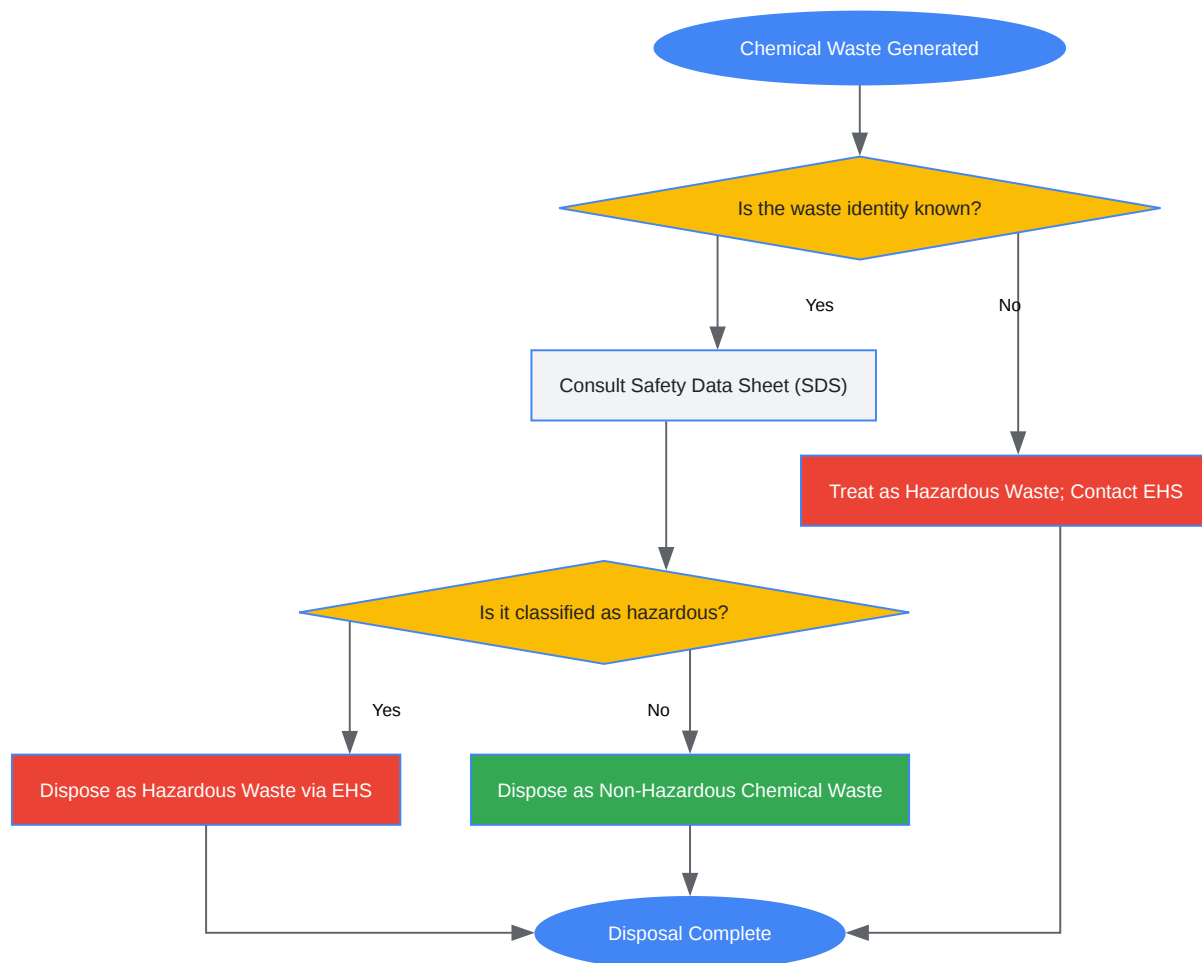 Chemical Waste Generated
Is the waste identity known?
Yes
No
Consult Safety Data Sheet (SDS)
Treat as Hazardous Waste; Contact EHS
Is it classified as hazardous?
Yes
No
Dispose as Hazardous Waste via EHS
Dispose as Non-Hazardous Chemical Waste
Disposal Complete